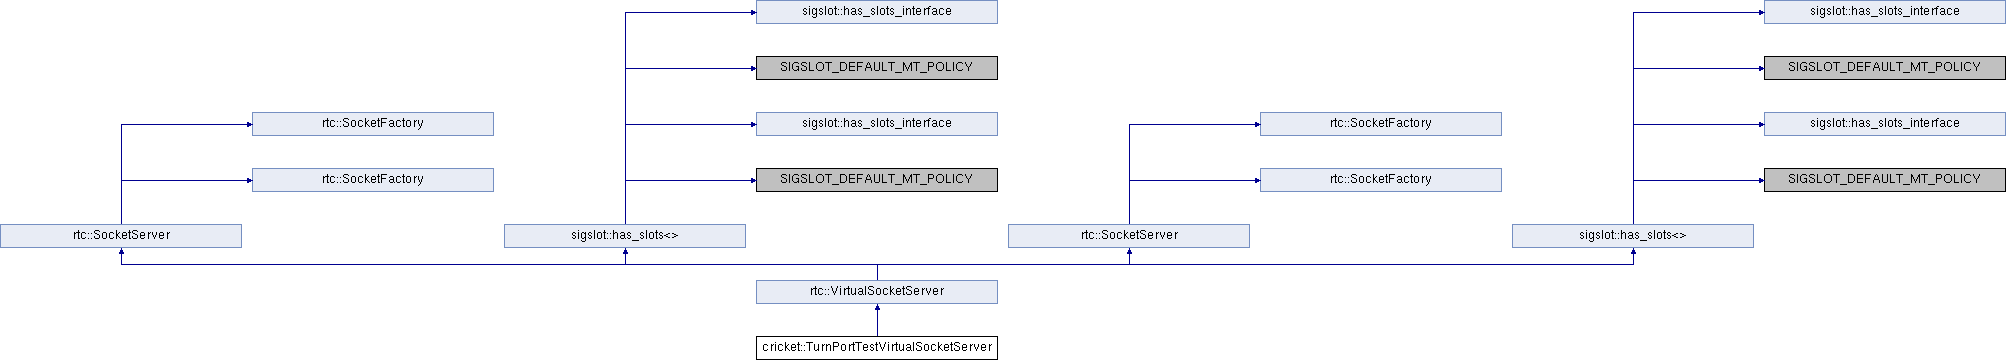 sigslot::has_slots_interface
sigslot::has_slots_interface
SIGSLOT_DEFAULT_MT_POLICY
SIGSLOT_DEFAULT_MT_POLICY
rtc::SocketFactory
sigslot::has_slots_interface
rtc::SocketFactory
sigslot::has_slots_interface
rtc::SocketFactory
SIGSLOT_DEFAULT_MT_POLICY
rtc::SocketFactory
SIGSLOT_DEFAULT_MT_POLICY
rtc::SocketServer
sigslot::has_slots<>
rtc::SocketServer
sigslot::has_slots<>
rtc::VirtualSocketServer
cricket::TurnPortTestVirtualSocketServer